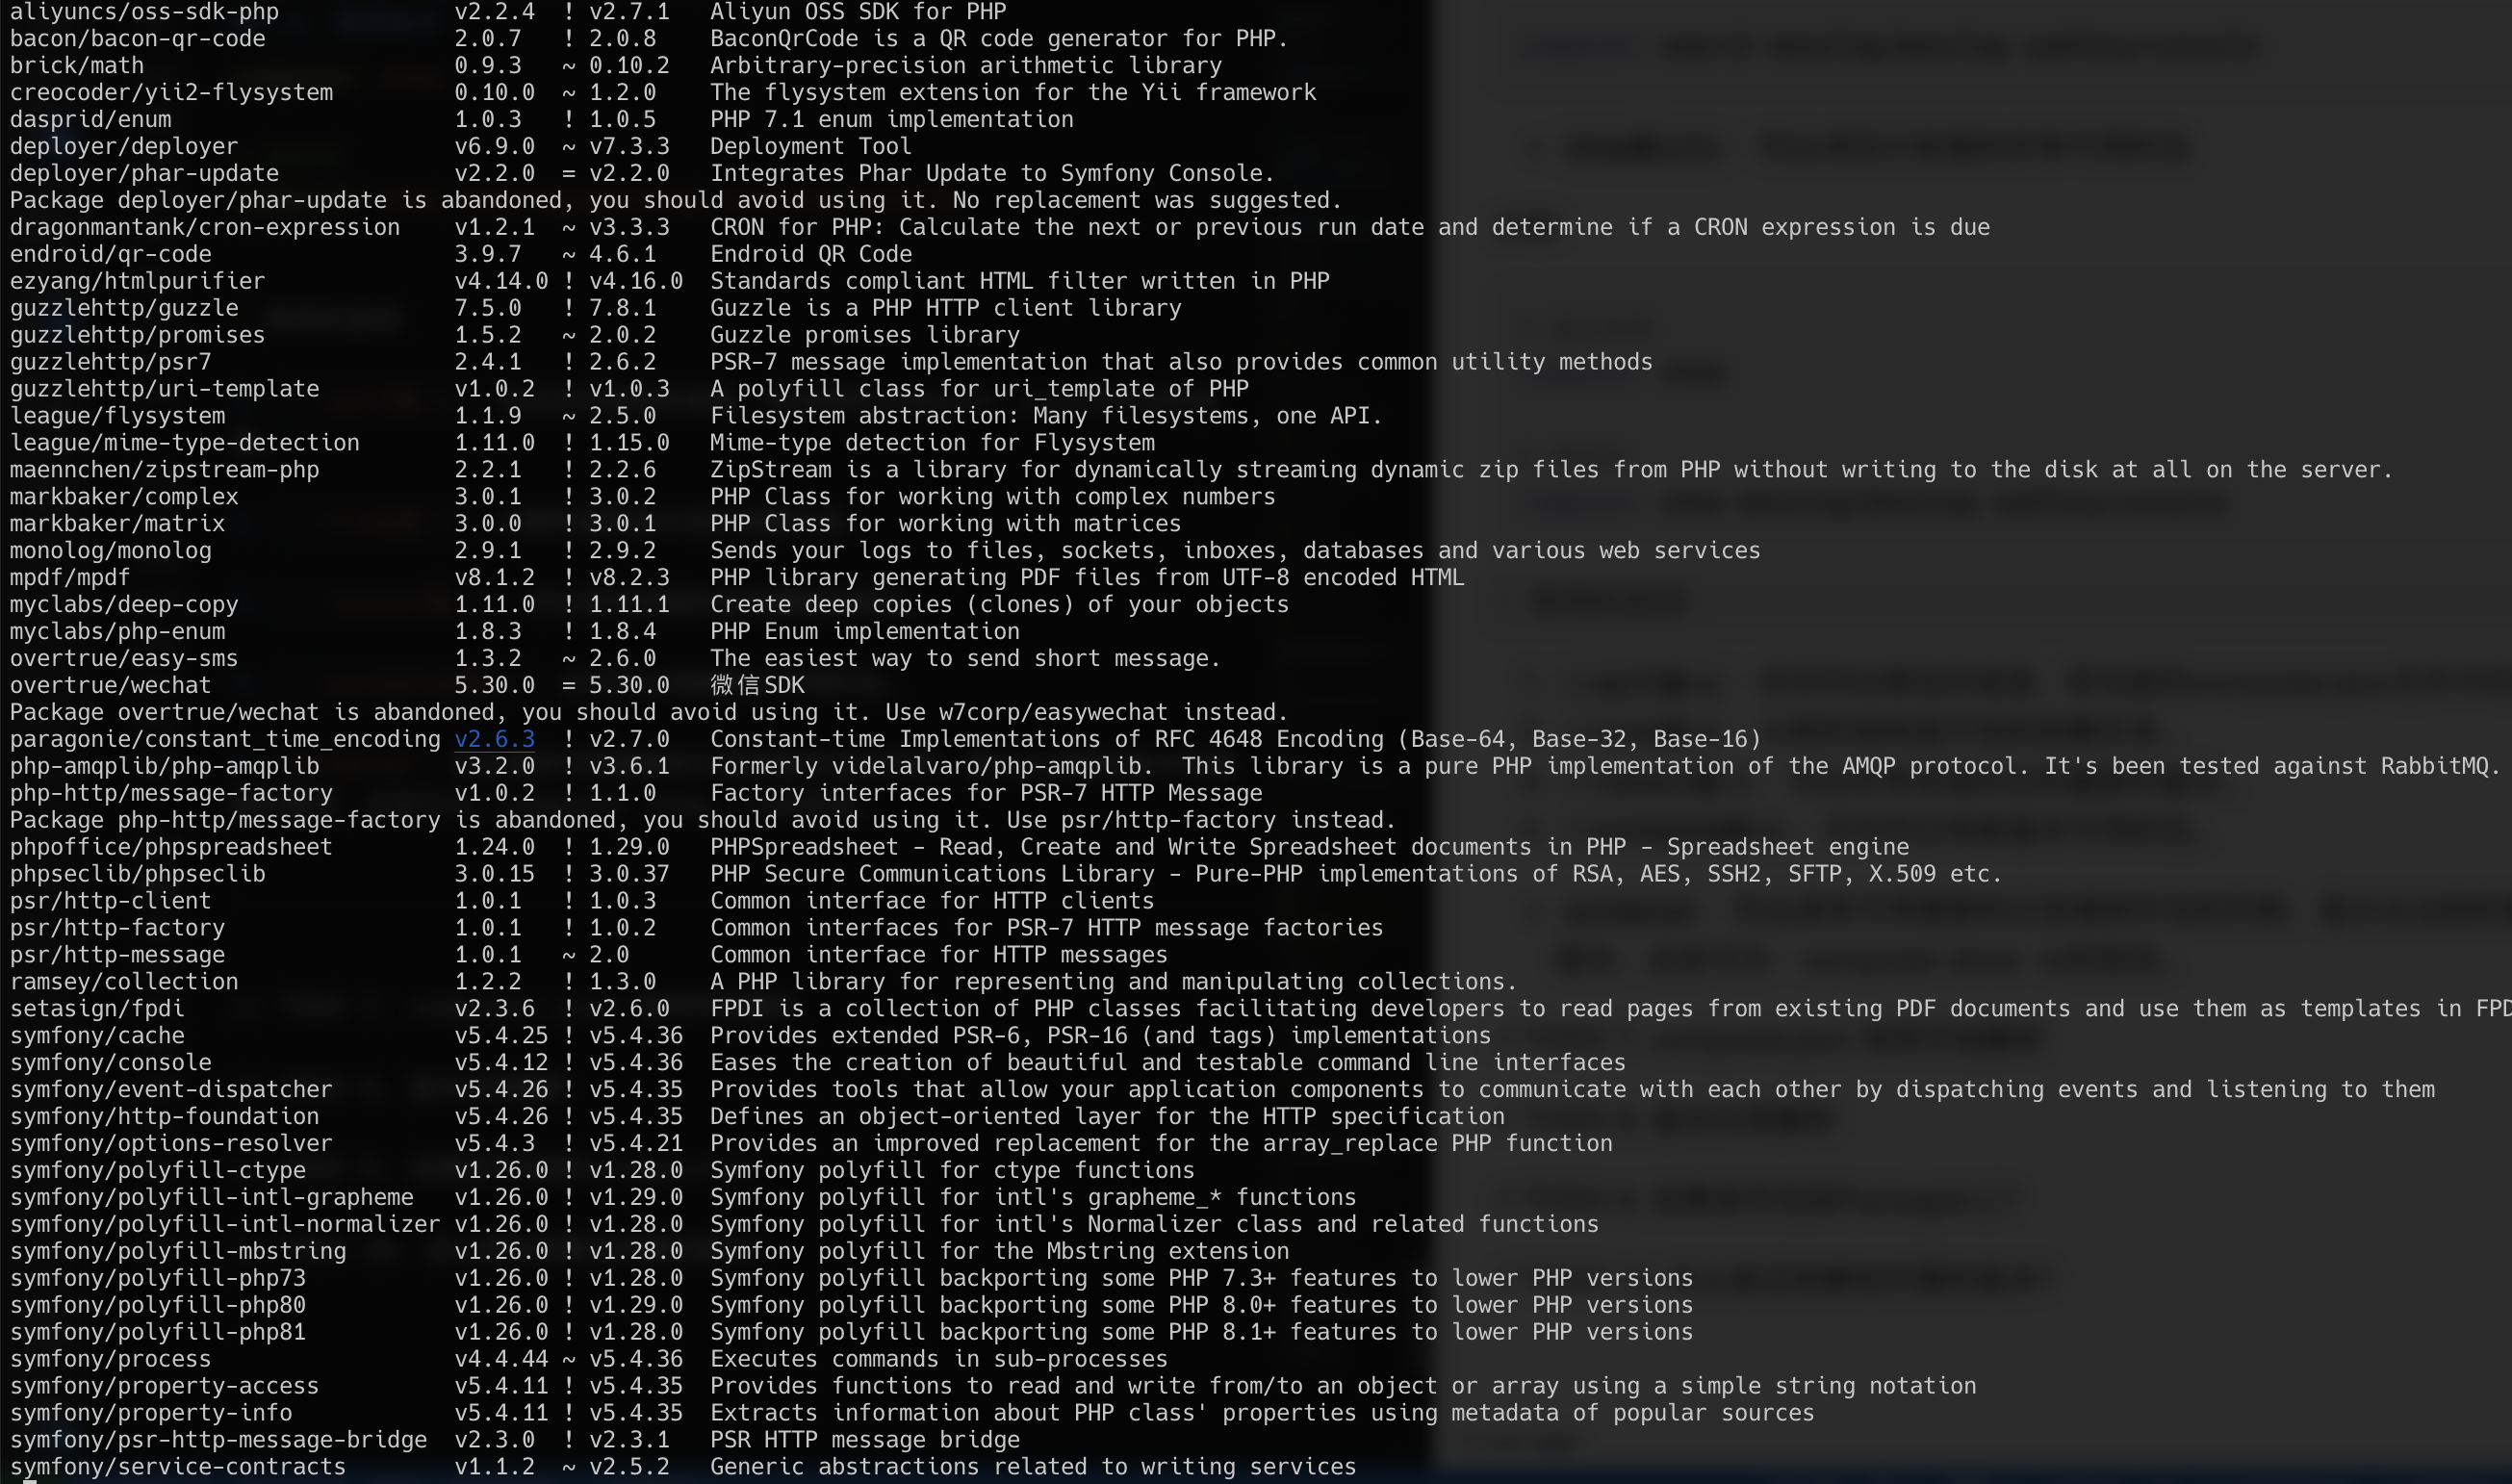 aliyuncs/oss-sdk-php v2.2.4 ! v2.7.1 Aliyun OSS SDK for PHP
bacon/bacon-qr-code 2.0.7 ! 2.0.8 BaconQrCode is a QR code generator for PHP.
brick/math 0.9.3 ~ 0.10.2 Arbitrary-precision arithmetic library
creocoder/yii2-flysystem 0.10.0 ~ 1.2.0 The flysystem extension for the Yii framework
dasprid/enum 1.0.3 ! 1.0.5 PHP 7.1 enum implementation
deployer/deployer v6.9.0 ~ v7.3.3 Deployment Tool
deployer/phar-update v2.2.0 = v2.2.0 Integrates Phar Update to Symfony Console.
Package deployer/phar-update is abandoned, you should avoid using it. No replacement was suggested.
dragonmantank/cron-expression v1.2.1 ~ v3.3.3 CRON for PHP: Calculate the next or previous run date and determine if a CRON expression is due
endroid/qr-code 3.9.7 ~ 4.6.1 Endroid QR Code
ezyang/htmlpurifier v4.14.0 ! v4.16.0 Standards compliant HTML filter written in PHP
guzzlehttp/guzzle 7.5.0 ! 7.8.1 Guzzle is a PHP HTTP client library
guzzlehttp/promises 1.5.2 ~ 2.0.2 Guzzle promises library
guzzlehttp/psr7 2.4.1 ! 2.6.2 PSR-7 message implementation that also provides common utility methods
guzzlehttp/uri-template v1.0.2 ! v1.0.3 A polyfill class for uri_template of PHP
league/flysystem 1.1.9 ~ 2.5.0 Filesystem abstraction: Many filesystems, one API.
league/mime-type-detection 1.11.0 ! 1.15.0 Mime-type detection for Flysystem
maennchen/zipstream-php 2.2.1 ! 2.2.6 ZipStream is a library for dynamically streaming dynamic zip files from PHP without writing to the disk at all on the server.
markbaker/complex 3.0.1 ! 3.0.2 PHP Class for working with complex numbers
markbaker/matrix 3.0.0 ! 3.0.1 PHP Class for working with matrices
monolog/monolog 2.9.1 ! 2.9.2 Sends your logs to files, sockets, inboxes, databases and various web services
mpdf/mpdf v8.1.2 ! v8.2.3 PHP library generating PDF files from UTF-8 encoded HTML
myclabs/deep-copy 1.11.0 ! 1.11.1 Create deep copies (clones) of your objects
myclabs/php-enum 1.8.3 ! 1.8.4 PHP Enum implementation
overtrue/easy-sms 1.3.2 ~ 2.6.0 The easiest way to send short message.
overtrue/wechat 5.30.0 = 5.30.0 微信SDK
Package overtrue/wechat is abandoned, you should avoid using it. Use w7corp/easywechat instead.
paragonie/constant_time_encoding v2.6.3 ! v2.7.0 Constant-time Implementations of RFC 4648 Encoding (Base-64, Base-32, Base-16)
php-amqplib/php-amqplib v3.2.0 ! v3.6.1 Formerly videlalvaro/php-amqplib.  This library is a pure PHP implementation of the AMQP protocol. It's been tested against RabbitMQ.
php-http/message-factory v1.0.2 ! 1.1.0 Factory interfaces for PSR-7 HTTP Message
Package php-http/message-factory is abandoned, you should avoid using it. Use psr/http-factory instead.
phpoffice/phpspreadsheet 1.24.0 ! 1.29.0 PHPSpreadsheet - Read, Create and Write Spreadsheet documents in PHP - Spreadsheet engine
phpseclib/phpseclib 3.0.15 ! 3.0.37 PHP Secure Communications Library - Pure-PHP implementations of RSA, AES, SSH2, SFTP, X.509 etc.
psr/http-client 1.0.1 ! 1.0.3 Common interface for HTTP clients
psr/http-factory 1.0.1 ! 1.0.2 Common interfaces for PSR-7 HTTP message factories
psr/http-message 1.0.1 ~ 2.0 Common interface for HTTP messages
ramsey/collection 1.2.2 ! 1.3.0 A PHP library for representing and manipulating collections.
setasign/fpdi v2.3.6 ! v2.6.0 FPDI is a collection of PHP classes facilitating developers to read pages from existing PDF documents and use them as templates in FPD
symfony/cache v5.4.25 ! v5.4.36 Provides extended PSR-6, PSR-16 (and tags) implementations
symfony/console v5.4.12 ! v5.4.36 Eases the creation of beautiful and testable command line interfaces
symfony/event-dispatcher v5.4.26 ! v5.4.35 Provides tools that allow your application components to communicate with each other by dispatching events and listening to them
symfony/http-foundation v5.4.26 ! v5.4.35 Defines an object-oriented layer for the HTTP specification
symfony/options-resolver v5.4.3 ! v5.4.21 Provides an improved replacement for the array_replace PHP function
symfony/polyfill-ctype v1.26.0 ! v1.28.0 Symfony polyfill for ctype functions
symfony/polyfill-intl-grapheme v1.26.0 ! v1.29.0 Symfony polyfill for intl's grapheme_* functions
symfony/polyfill-intl-normalizer v1.26.0 ! v1.28.0 Symfony polyfill for intl's Normalizer class and related functions
symfony/polyfill-mbstring v1.26.0 ! v1.28.0 Symfony polyfill for the Mbstring extension
symfony/polyfill-php73 v1.26.0 ! v1.28.0 Symfony polyfill backporting some PHP 7.3+ features to lower PHP versions
symfony/polyfill-php80 v1.26.0 ! v1.29.0 Symfony polyfill backporting some PHP 8.0+ features to lower PHP versions
symfony/polyfill-php81 v1.26.0 ! v1.28.0 Symfony polyfill backporting some PHP 8.1+ features to lower PHP versions
symfony/process v4.4.44 ~ v5.4.36 Executes commands in sub-processes
symfony/property-access v5.4.11 ! v5.4.35 Provides functions to read and write from/to an object or array using a simple string notation
symfony/property-info v5.4.11 ! v5.4.35 Extracts information about PHP class' properties using metadata of popular sources
symfony/psr-http-message-bridge v2.3.0 ! v2.3.1 PSR HTTP message bridge
symfony/service-contracts v1.1.2 ~ v2.5.2 Generic abstractions related to writing services